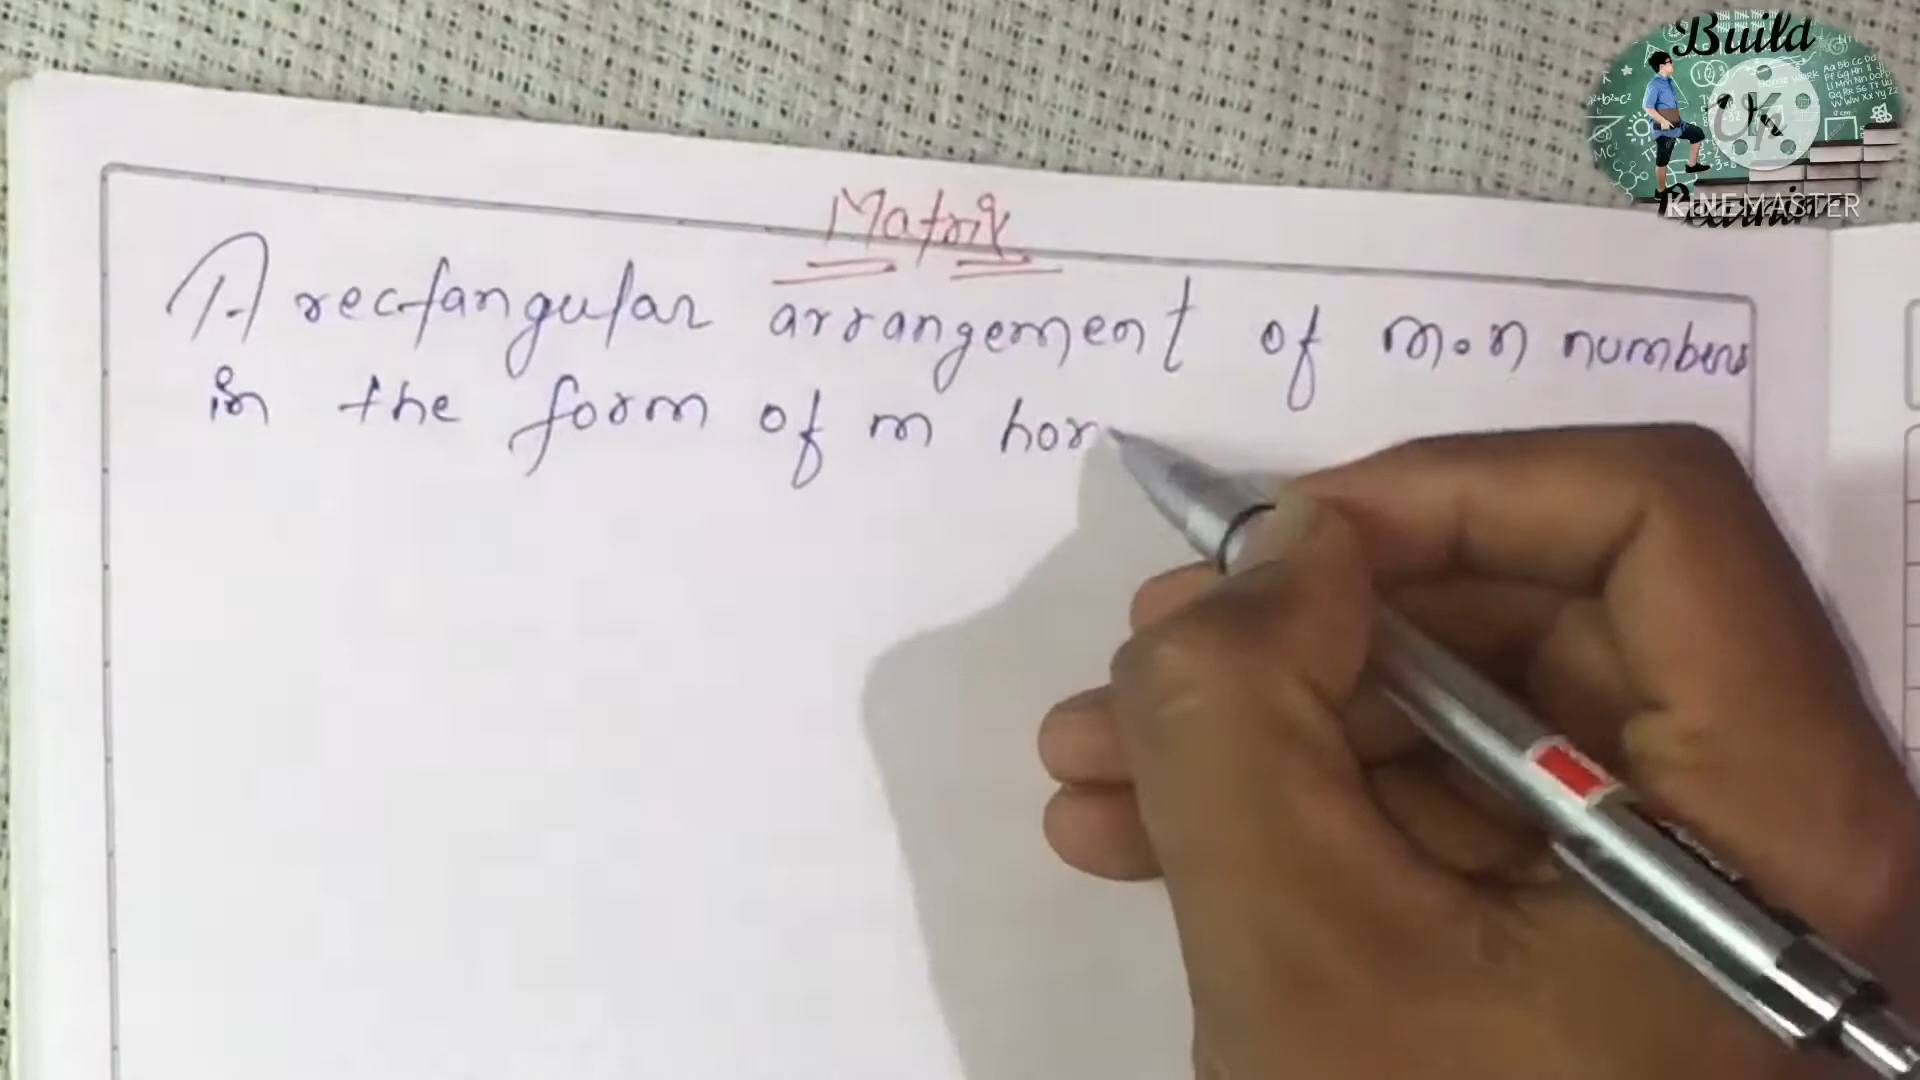 Build
KINEMASTER
Matrix
A rectangular arrangement of m.n numbers
in the form of m hor